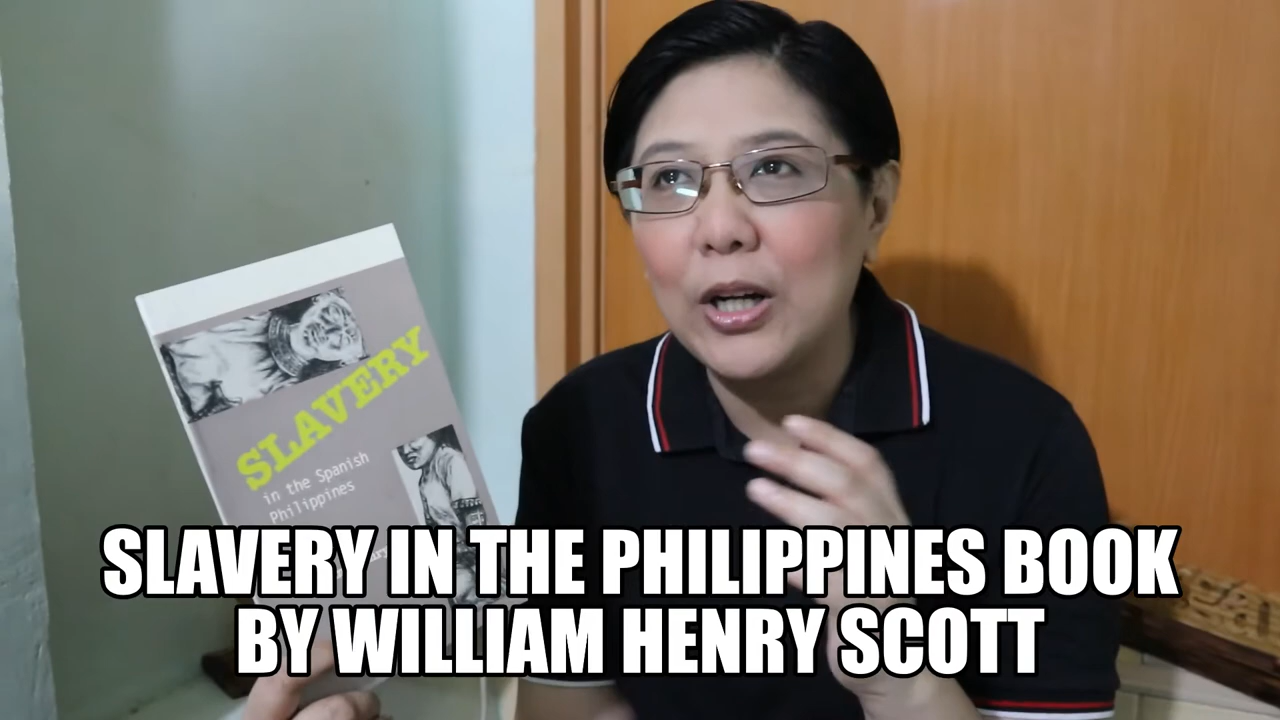 SLAVERY
in the Spanish
Philippines
SLAVERY IN THE PHILIPPINES BOOK
BY WILLIAM HENRY SCOTT